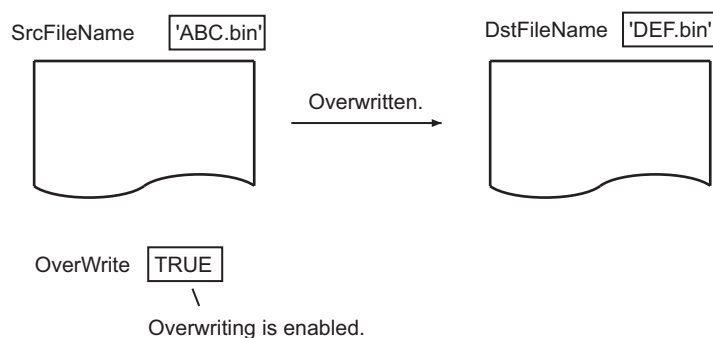 SrcFileName 'ABC.bin' DstFileName 'DEF.bin'
Overwritten.
OverWrite TRUE
Overwriting is enabled.